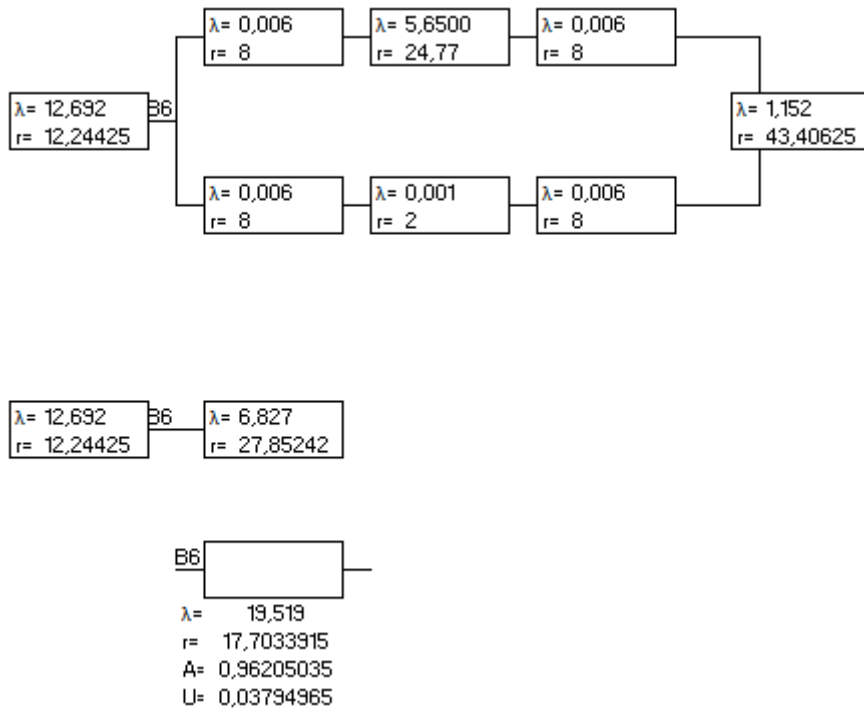 λ= 0,006
r= 8
λ= 5,6500
r= 24,77
λ= 0,006
r= 8
λ= 12,692
r= 12,24425
B6
λ= 1,152
r= 43,40625
λ= 0,006
r= 8
λ= 0,001
r= 2
λ= 0,006
r= 8
λ= 12,692
r= 12,24425
B6
λ= 6,827
r= 27,85242
B6
λ= 19,519
r= 17,7033915
A= 0,96205035
U= 0,03794965